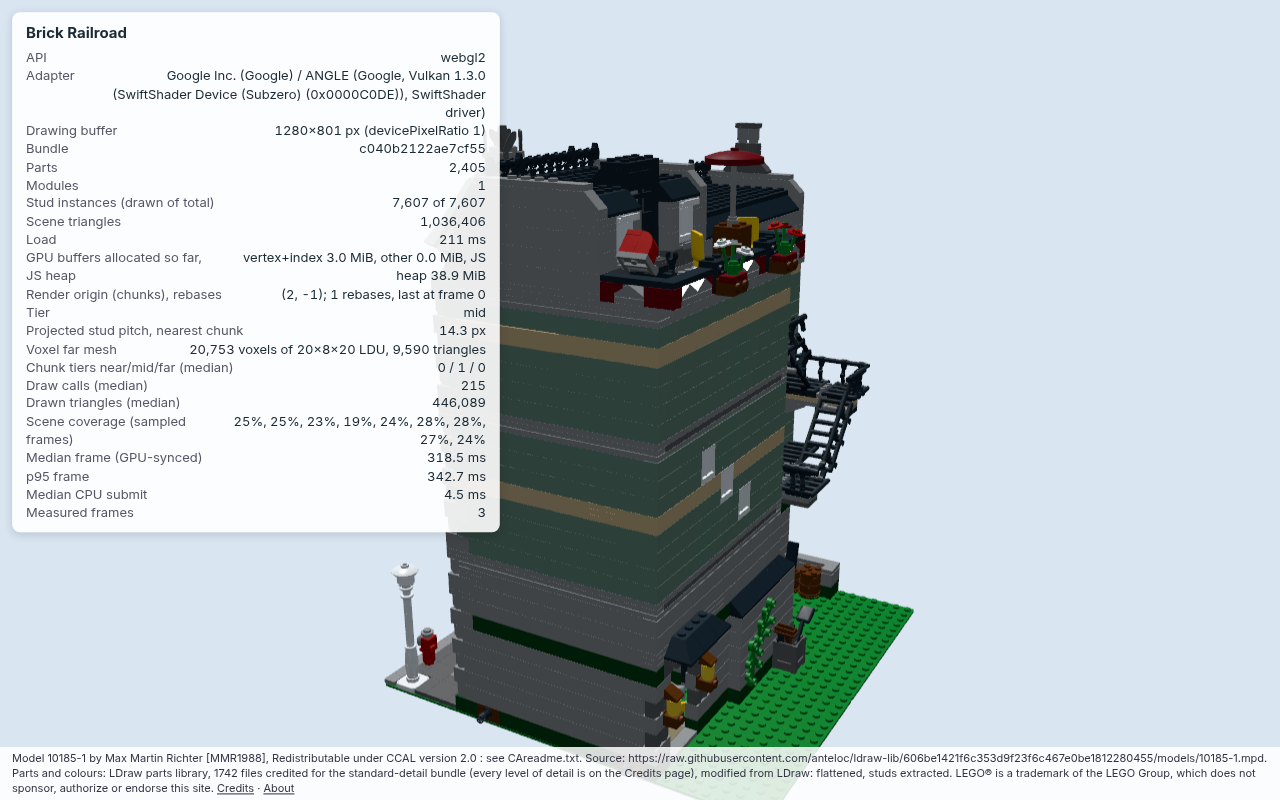 Brick Railroad
API webgl2
Adapter Google Inc. (Google) / ANGLE (Google, Vulkan 1.3.0
(SwiftShader Device (Subzero) (0x0000C0DE)), SwiftShader
driver)
Drawing buffer 1280×801 px (devicePixelRatio 1)
Bundle c040b2122ae7cf55
Parts 2,405
Modules 1
Stud instances (drawn of total) 7,607 of 7,607
Scene triangles 1,036,406
Load 211 ms
GPU buffers allocated so far, vertex+index 3.0 MiB, other 0.0 MiB, JS
JS heap heap 38.9 MiB
Render origin (chunks), rebases (2, -1); 1 rebases, last at frame 0
Tier mid
Projected stud pitch, nearest chunk 14.3 px
Voxel far mesh 20,753 voxels of 20×8×20 LDU, 9,590 triangles
Chunk tiers near/mid/far (median) 0 / 1 / 0
Draw calls (median) 215
Drawn triangles (median) 446,089
Scene coverage (sampled 25%, 25%, 23%, 19%, 24%, 28%, 28%,
frames) 27%, 24%
Median frame (GPU-synced) 318.5 ms
p95 frame 342.7 ms
Median CPU submit 4.5 ms
Measured frames 3
Model 10185-1 by Max Martin Richter [MMR1988], Redistributable under CCAL version 2.0 : see CAreadme.txt. Source: https://raw.githubusercontent.com/anteloc/ldraw-lib/606be1421f6c353d9f23f6c467e0be1812280455/models/10185-1.mpd.
Parts and colours: LDraw parts library, 1742 files credited for the standard-detail bundle (every level of detail is on the Credits page), modified from LDraw: flattened, studs extracted. LEGO® is a trademark of the LEGO Group, which does not
sponsor, authorize or endorse this site. Credits · About